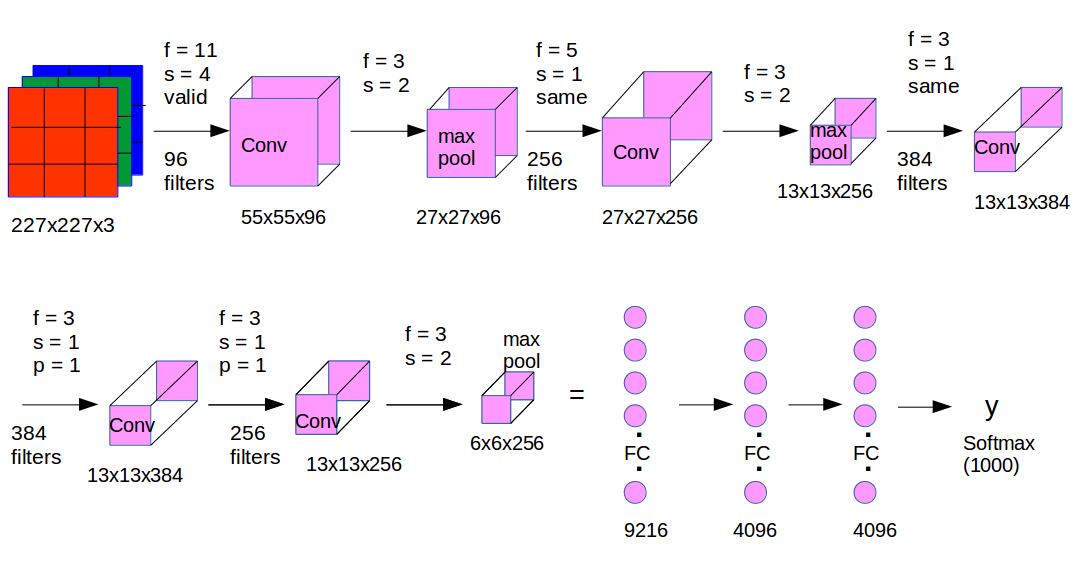 f = 11
s = 4
valid
96
filters
227x227x3
Conv
55x55x96
f = 3
s = 2
max
pool
27x27x96
f = 5
s = 1
same
256
filters
Conv
27x27x256
f = 3
s = 2
max
pool
13x13x256
f = 3
s = 1
same
384
filters
Conv
13x13x384
f = 3
s = 1
p = 1
384
filters
Conv
13x13x384
f = 3
s = 1
p = 1
256
filters
Conv
13x13x256
f = 3
s = 2
max
pool
6x6x256
=
FC
9216
FC
4096
FC
4096
y
Softmax
(1000)